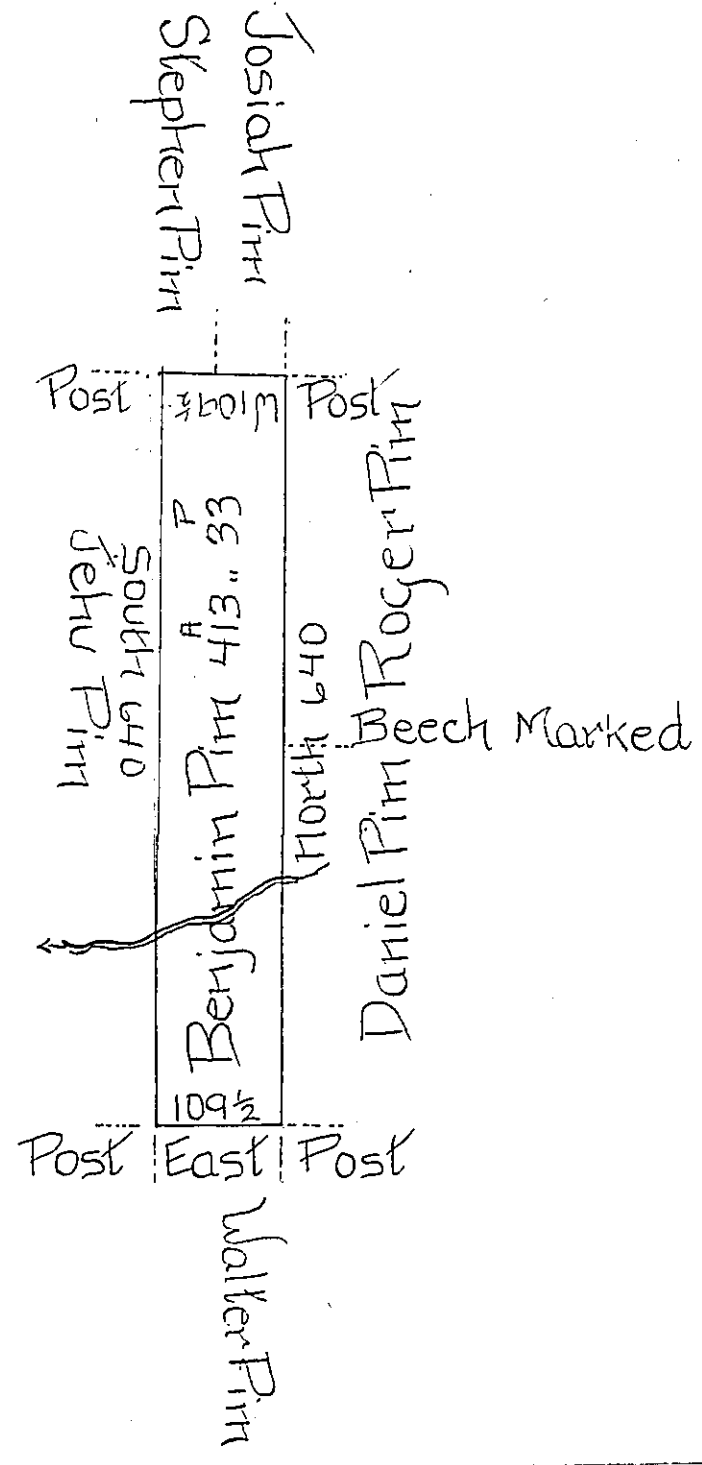 Josiah Pim
Stephen Pim
Post
W 109½
Post
South 640
Jehu Pim
Benjamin Pim 413.. 33
A P
North 640
Roger Pim
Beech Marked
Daniel Pim
109½
Post
East
Post
Walter Pim